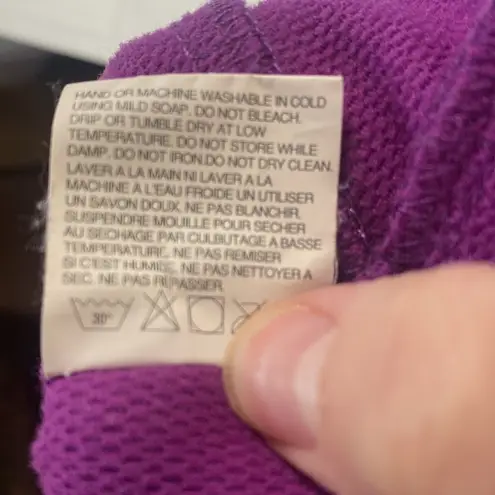 HAND OR MACHINE WASHABLE IN COLD
USING MILD SOAP. DO NOT BLEACH.
DRIP OR TUMBLE DRY AT LOW
TEMPERATURE. DO NOT STORE WHILE
DAMP. DO NOT IRON.DO NOT DRY CLEAN.
LAVER A LA MAIN NI LAVER A LA
MACHINE A L'EAU FROIDE UN UTILISER
UN SAVON DOUX. NE PAS BLANCHIR.
SUSPENDRE MOUILLE POUR SECHER
AU SECHAGE PAR CULBUTAGE A BASSE
TEMPERATURE. NE PAS REMISER
SI C'EST HUMIDE. NE PAS NETTOYER A
SEC. NE PAS REPASSER.
30°